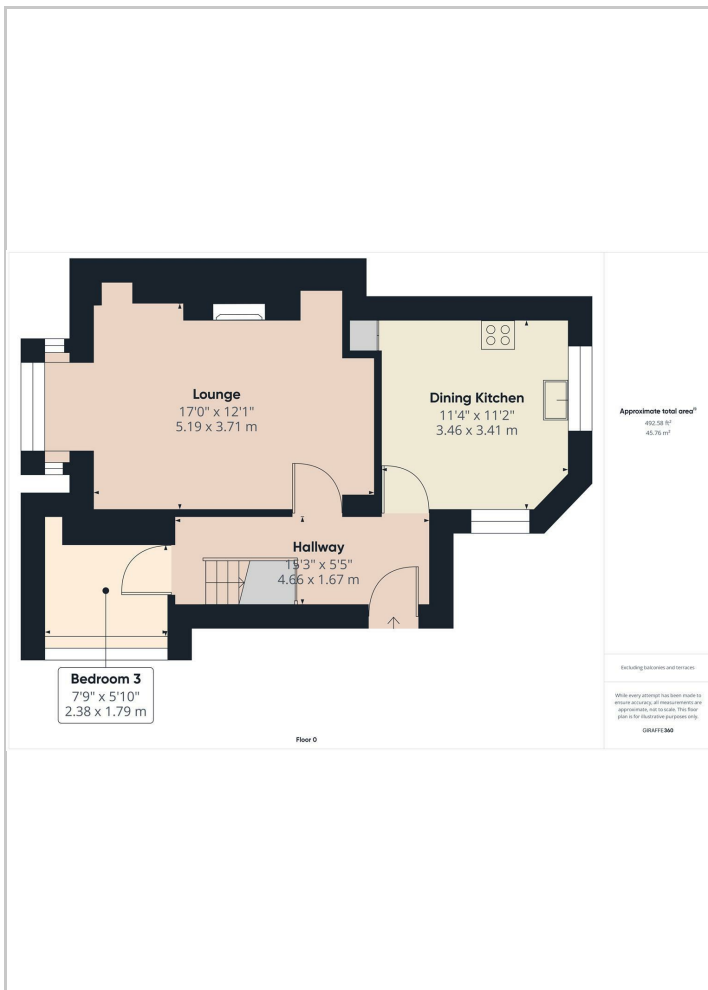 Lounge
17'0" x 12'1"
5.19 x 3.71 m
Dining Kitchen
11'4" x 11'2"
3.46 x 3.41 m
Hallway
15'3" x 5'5"
4.66 x 1.67 m
Bedroom 3
7'9" x 5'10"
2.38 x 1.79 m
Floor 0
Approximate total area⁽¹⁾
492.58 ft²
45.76 m²
Excluding balconies and terraces
While every attempt has been made to
ensure accuracy, all measurements are
approximate, not to scale. This floor
plan is for illustrative purposes only.
GIRAFFE360